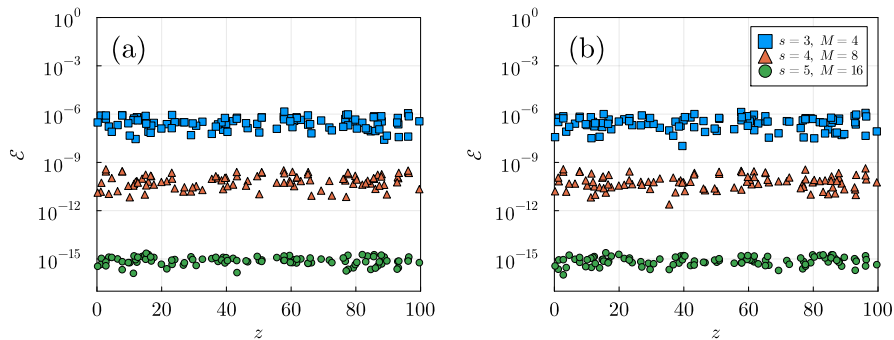 (a)
10^0
10^-3
10^-6
10^-9
10^-12
10^-15
ℰ
0 20 40 60 80 100
z
(b)
s = 3, M = 4
s = 4, M = 8
s = 5, M = 16
10^0
10^-3
10^-6
10^-9
10^-12
10^-15
ℰ
0 20 40 60 80 100
z